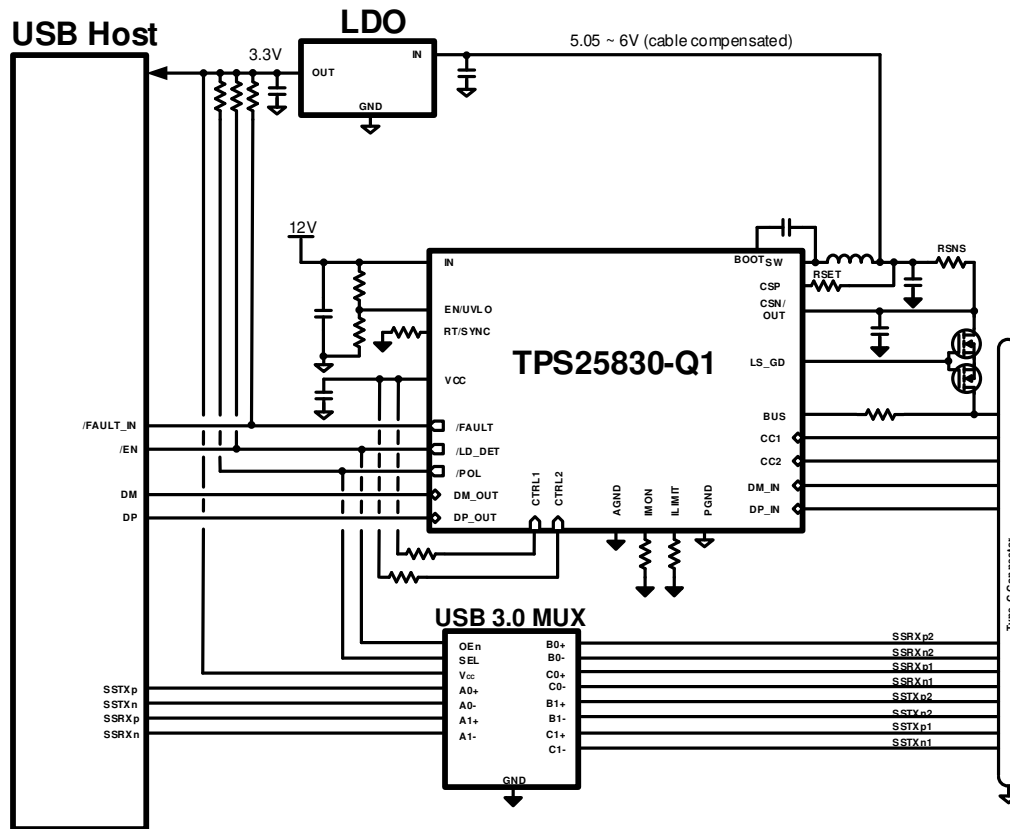 USB Host
LDO
5.05 ~ 6V (cable compensated)
3.3V
OUT
IN
GND
12V
IN
EN/UVLO
RT/SYNC
VCC
/FAULT
/LD_DET
/POL
DM_OUT
DP_OUT
TPS25830-Q1
CTRL1
CTRL2
AGND
IMON
ILIMIT
PGND
BOOT
SW
CSP
CSN/
OUT
LS_GD
BUS
CC1
CC2
DM_IN
DP_IN
RSET
RSNS
/FAULT_IN
/EN
DM
DP
SSTXp
SSTXn
SSRXp
SSRXn
USB 3.0 MUX
OEn
SEL
Vcc
A0+
A0-
A1+
A1-
GND
B0+
B0-
C0+
C0-
B1+
B1-
C1+
C1-
SSRXp2
SSRXn2
SSRXp1
SSRXn1
SSTXp2
SSTXn2
SSTXp1
SSTXn1
Type-C Connector